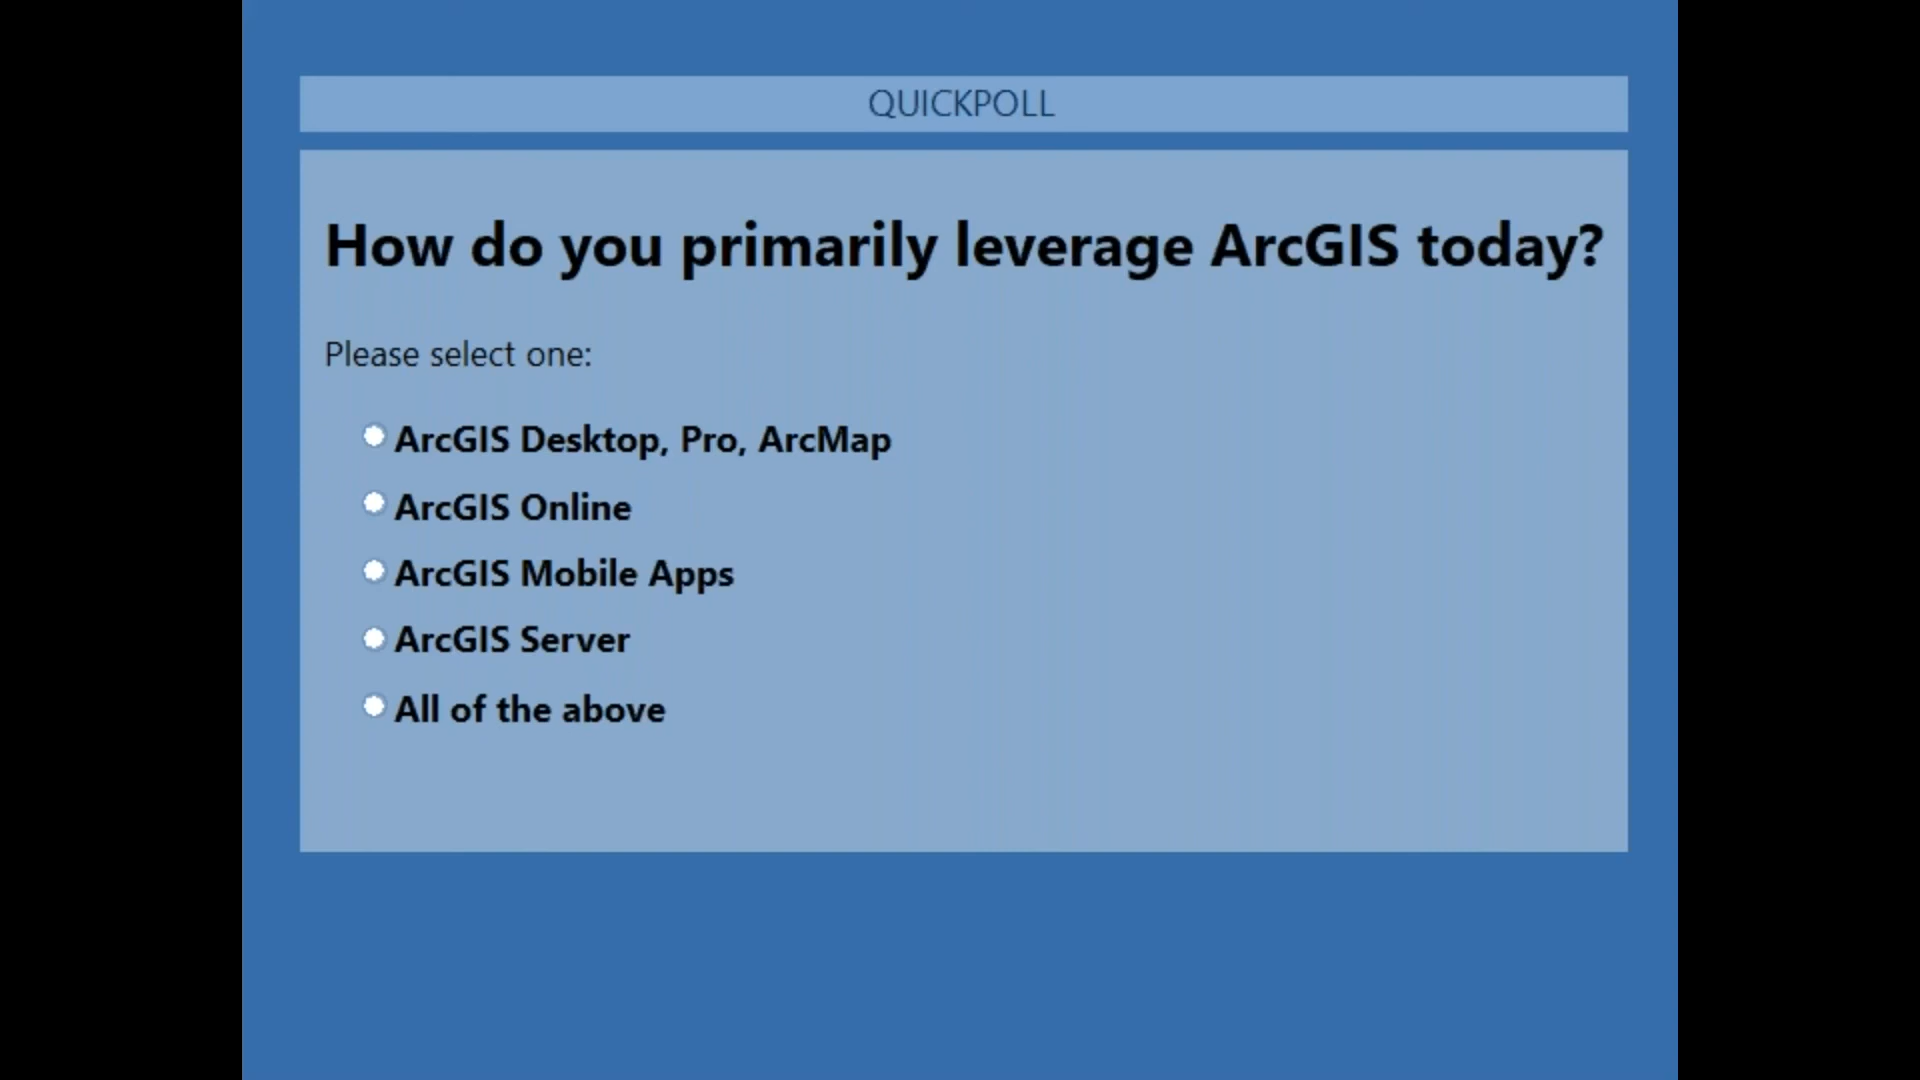 QUICKPOLL
How do you primarily leverage ArcGIS today?
Please select one:
ArcGIS Desktop, Pro, ArcMap
ArcGIS Online
ArcGIS Mobile Apps
ArcGIS Server
All of the above